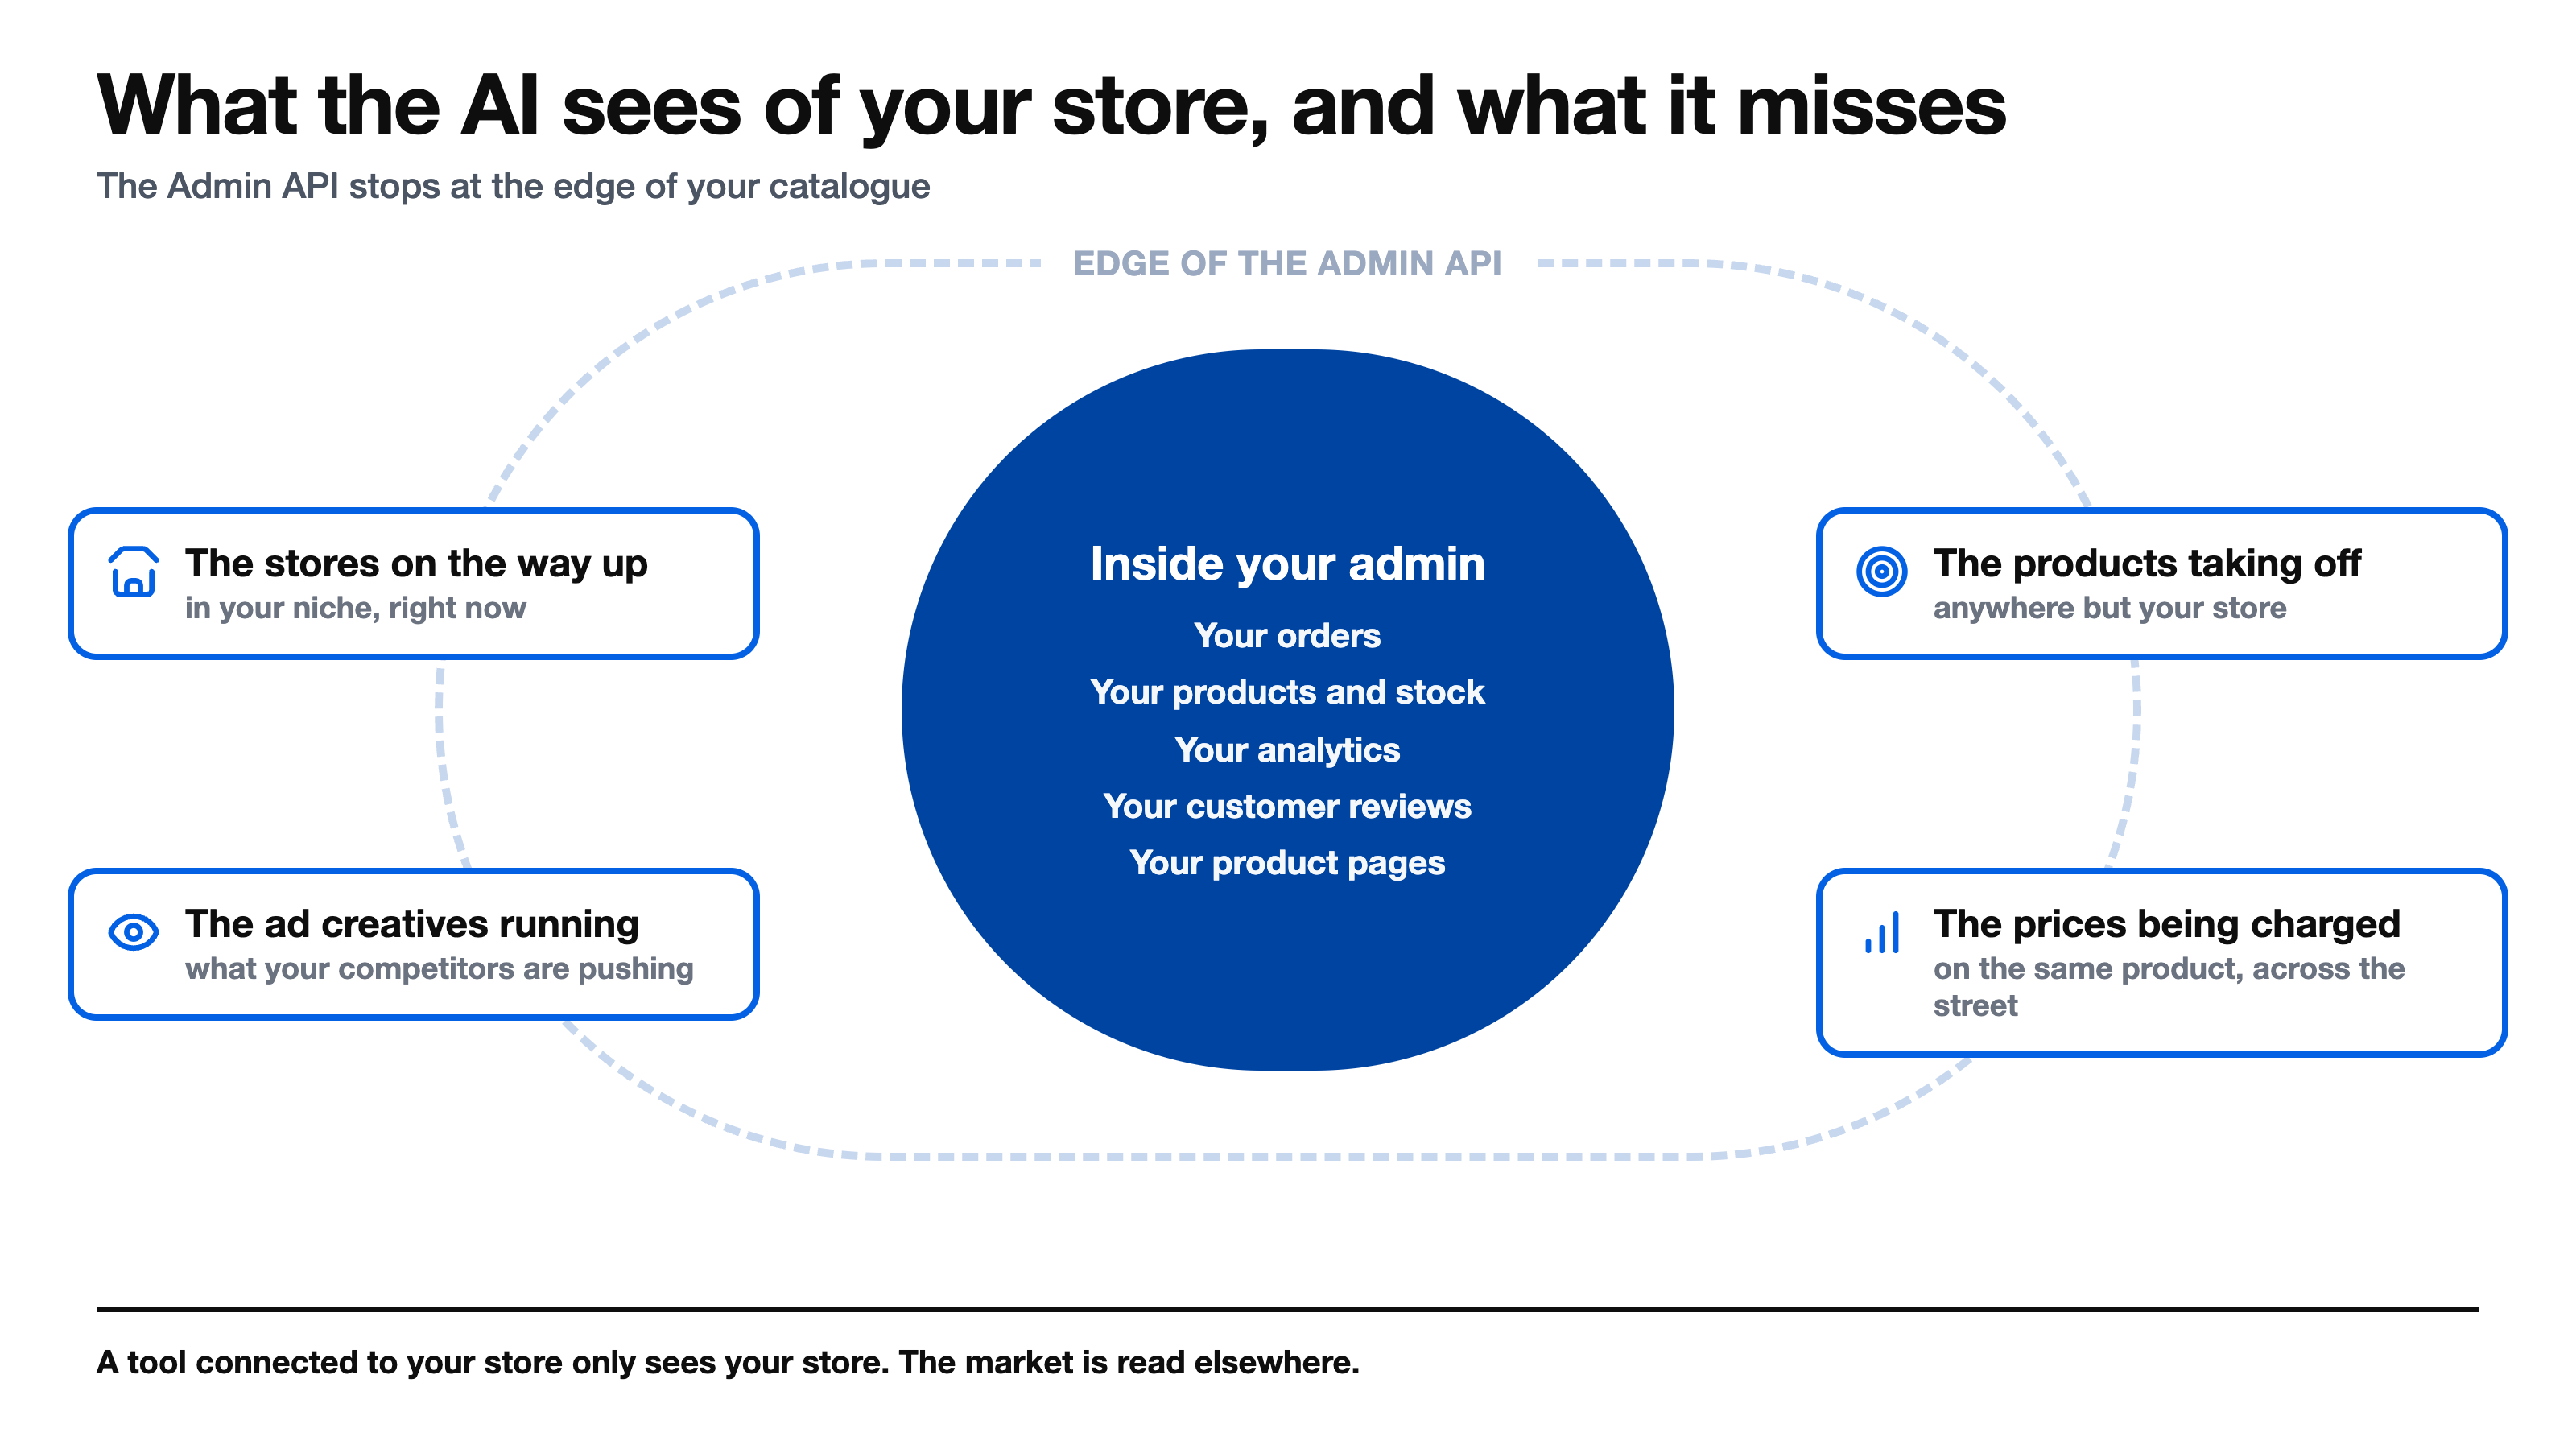 What the AI sees of your store, and what it misses
The Admin API stops at the edge of your catalogue
EDGE OF THE ADMIN API
The stores on the way up
in your niche, right now
The ad creatives running
what your competitors are pushing
Inside your admin
Your orders
Your products and stock
Your analytics
Your customer reviews
Your product pages
The products taking off
anywhere but your store
The prices being charged
on the same product, across the
street
A tool connected to your store only sees your store. The market is read elsewhere.